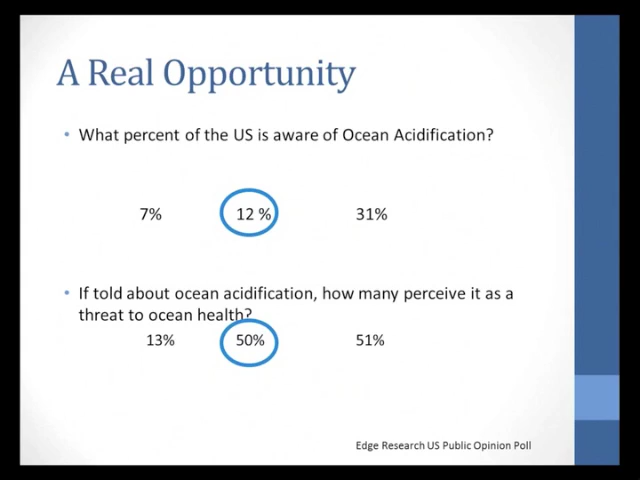 A Real Opportunity
• What percent of the US is aware of Ocean Acidification?
7% 12 % 31%
• If told about ocean acidification, how many perceive it as a
threat to ocean health?
13% 50% 51%
Edge Research US Public Opinion Poll